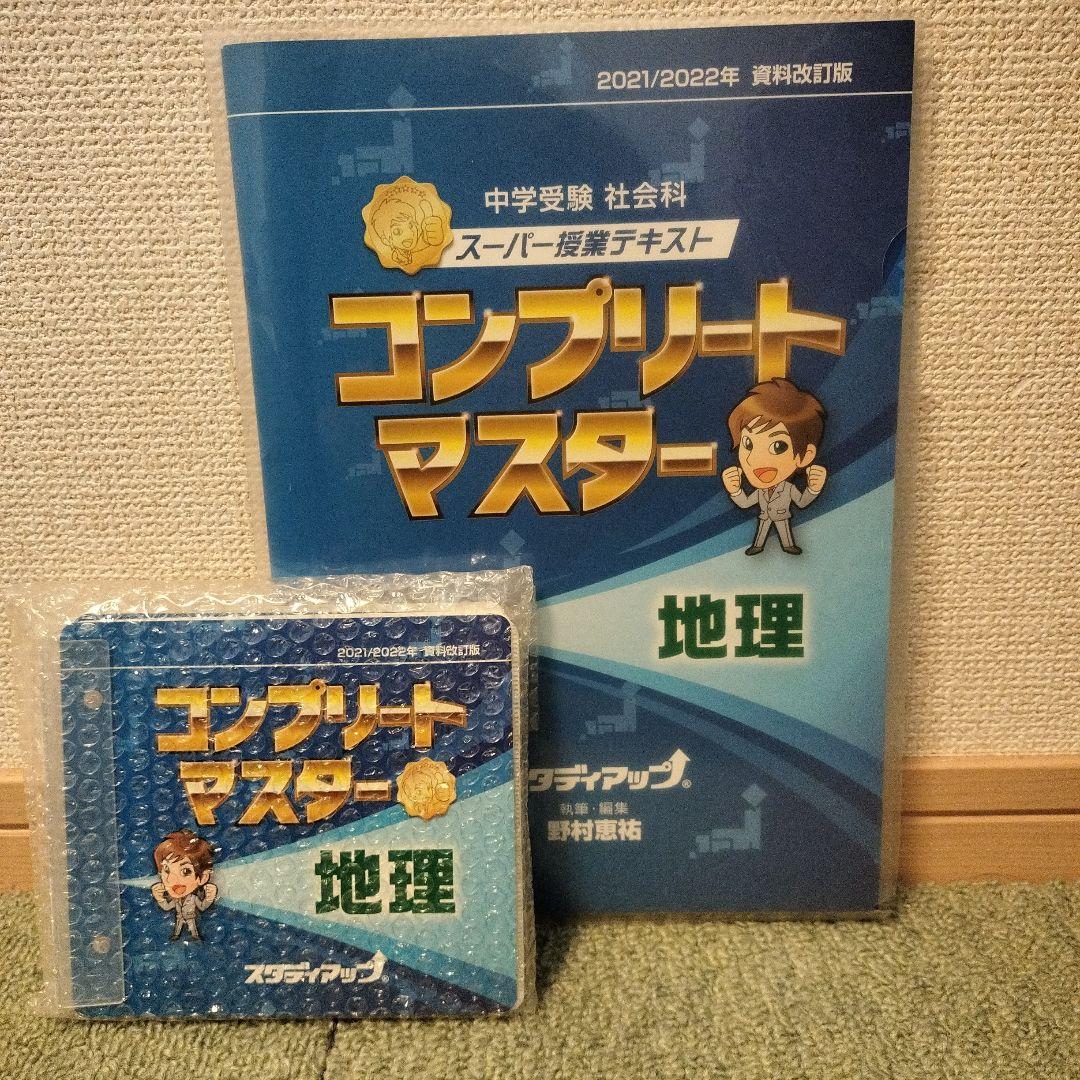 2021/2022年 資料改訂版
中学受験 社会科
スーパー授業テキスト
コンプリート
マスター
地理
スタディアップ®
執筆・編集
野村恵祐
2021/2022年 資料改訂版
コンプリート
マスター
地理
スタディアップ®